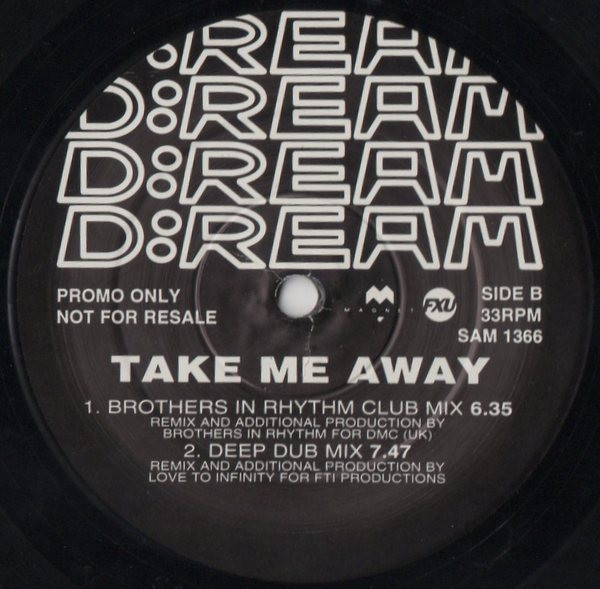 D:REAM
D:REAM
D:REAM
D:REAM
PROMO ONLY
NOT FOR RESALE
MAGNET
FXU
SIDE B
33RPM
SAM 1366
TAKE ME AWAY
1. BROTHERS IN RHYTHM CLUB MIX 6.35
REMIX AND ADDITIONAL PRODUCTION BY
BROTHERS IN RHYTHM FOR DMC (UK)
2. DEEP DUB MIX 7.47
REMIX AND ADDITIONAL PRODUCTION BY
LOVE TO INFINITY FOR FTI PRODUCTIONS